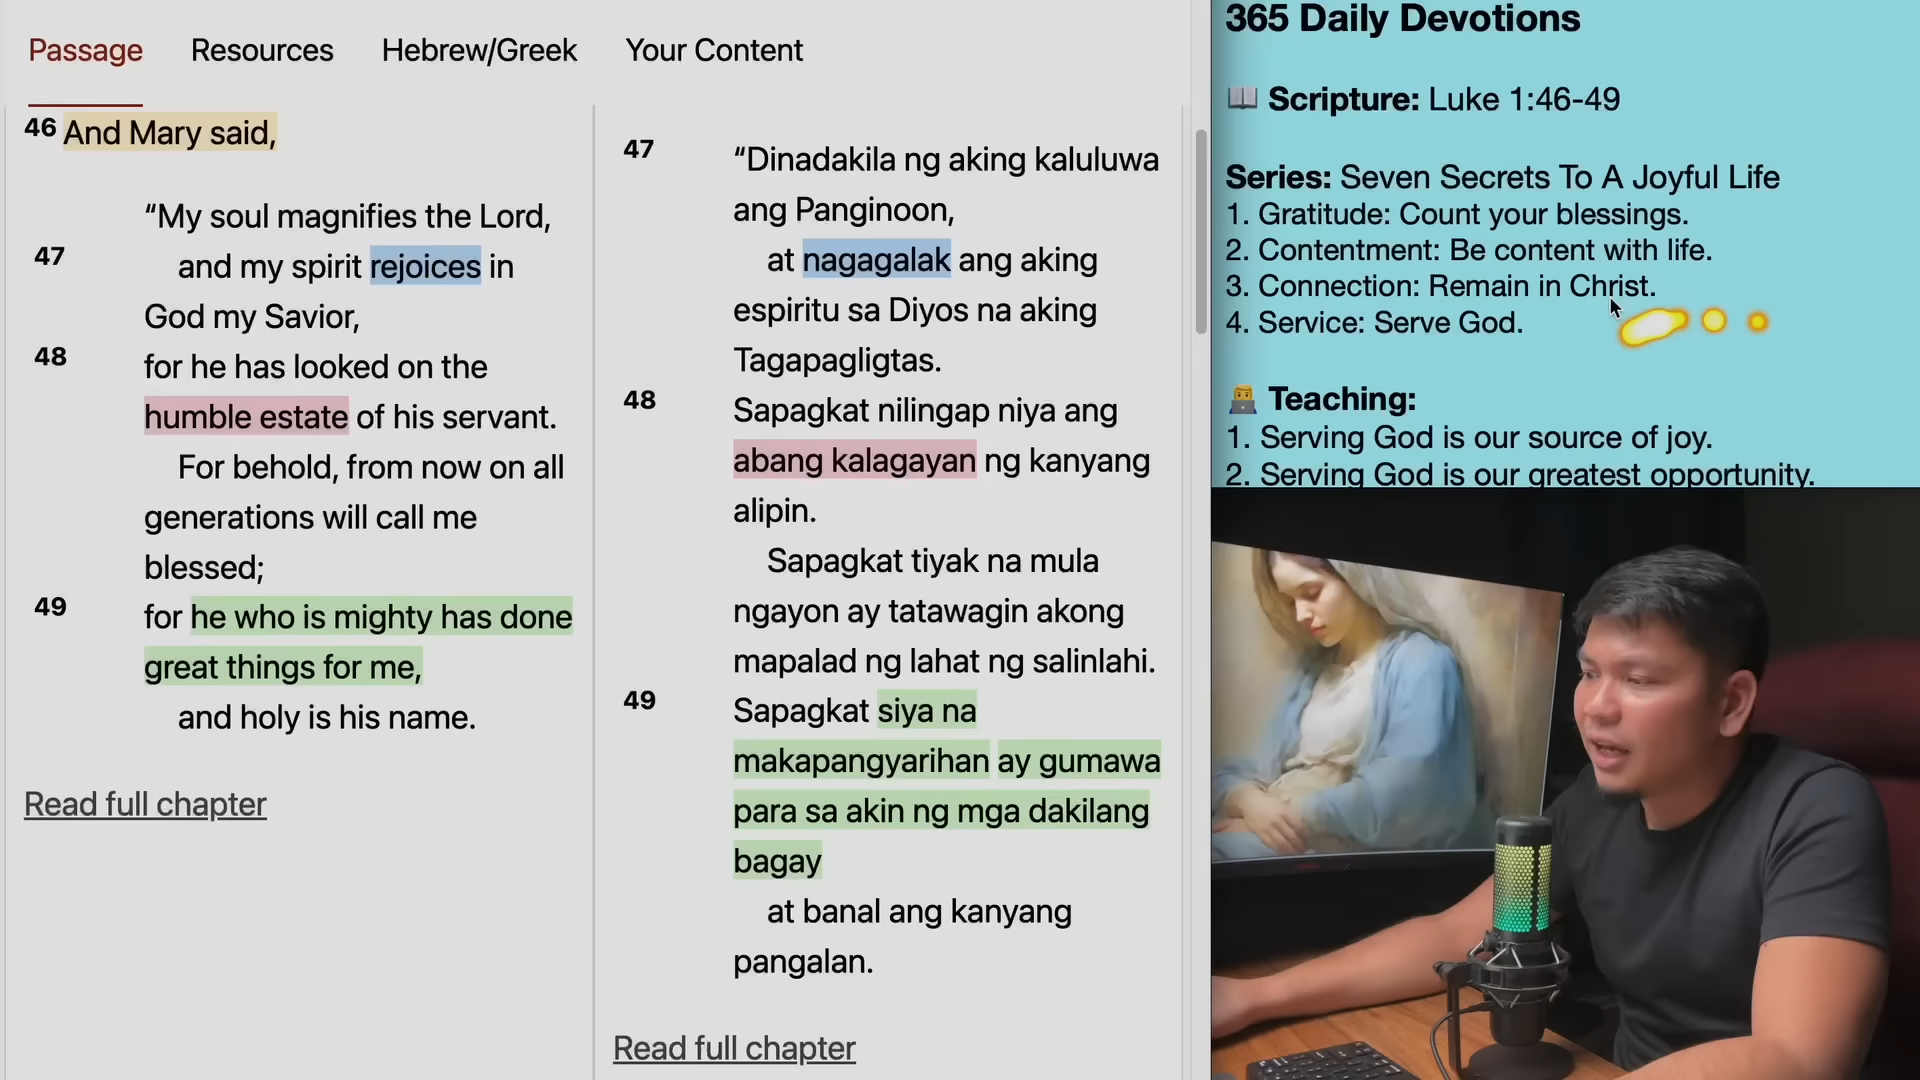 Passage Resources Hebrew/Greek Your Content
46 And Mary said,
“My soul magnifies the Lord,
47 and my spirit rejoices in
God my Savior,
48 for he has looked on the
humble estate of his servant.
For behold, from now on all
generations will call me
blessed;
49 for he who is mighty has done
great things for me,
and holy is his name.
Read full chapter
47 “Dinadakila ng aking kaluluwa
ang Panginoon,
at nagagalak ang aking
espiritu sa Diyos na aking
Tagapagligtas.
48 Sapagkat nilingap niya ang
abang kalagayan ng kanyang
alipin.
Sapagkat tiyak na mula
ngayon ay tatawagin akong
mapalad ng lahat ng salinlahi.
49 Sapagkat siya na
makapangyarihan ay gumawa
para sa akin ng mga dakilang
bagay
at banal ang kanyang
pangalan.
Read full chapter
365 Daily Devotions
📖 Scripture: Luke 1:46-49
Series: Seven Secrets To A Joyful Life
1. Gratitude: Count your blessings.
2. Contentment: Be content with life.
3. Connection: Remain in Christ.
4. Service: Serve God.
👨‍💻 Teaching:
1. Serving God is our source of joy.
2. Serving God is our greatest opportunity.